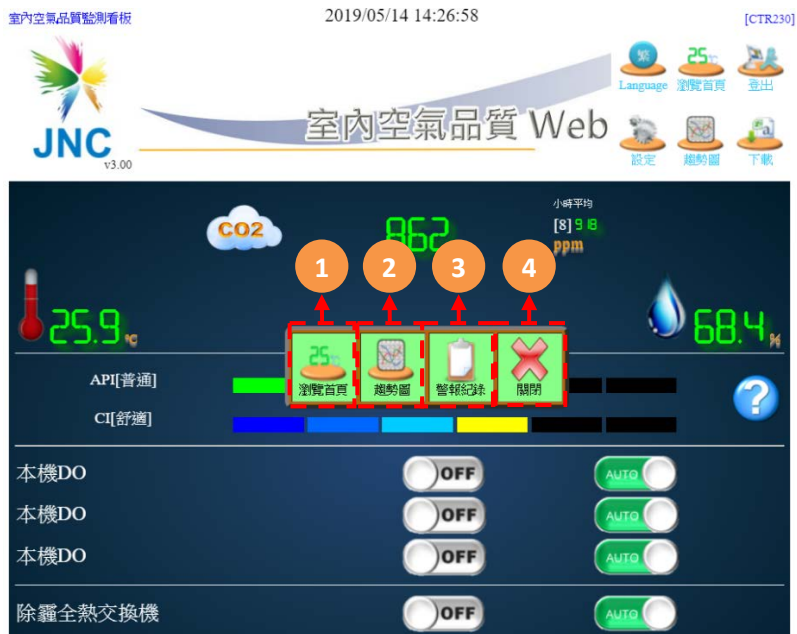 室內空氣品質監測看板
2019/05/14 14:26:58
[CTR230]
繁
25℃
a
Language
瀏覽首頁
登出
JNC
v3.00
室內空氣品質 Web
設定
趨勢圖
下載
CO2
862
小時平均
[8] 918
ppm
1
2
3
4
25.9 ℃
68.4 %
25℃
瀏覽首頁
趨勢圖
警報紀錄
關閉
API[普通]
CI[舒適]
?
本機DO
OFF
AUTO
本機DO
OFF
AUTO
本機DO
OFF
AUTO
除霾全熱交換機
OFF
AUTO